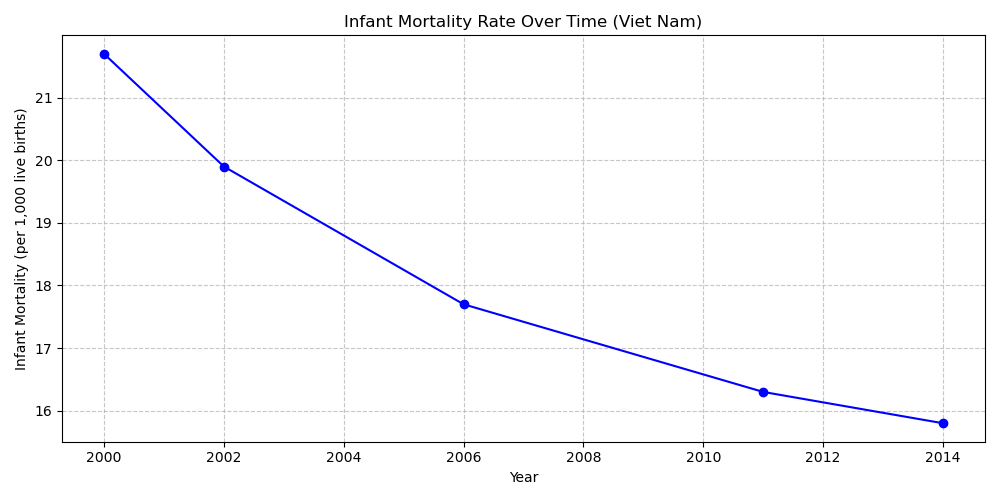 Infant Mortality Rate Over Time (Viet Nam)
Infant Mortality (per 1,000 live births)
21
20
19
18
17
16
2000 2002 2004 2006 2008 2010 2012 2014
Year